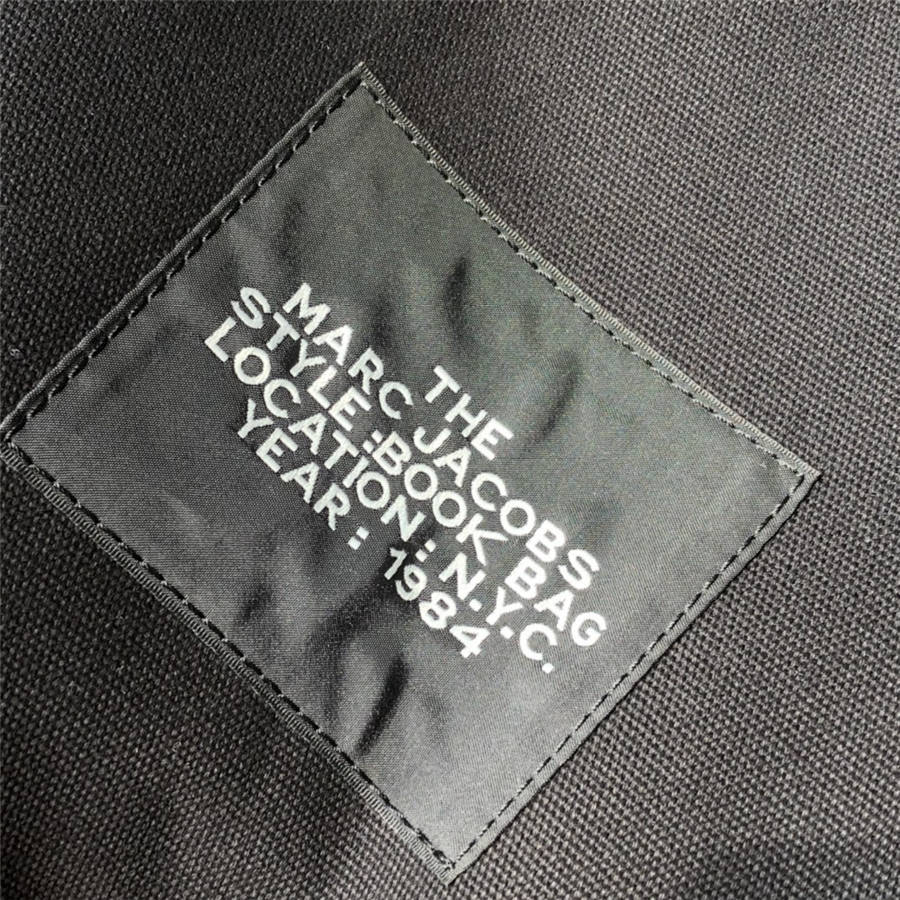 THE
MARC JACOBS
STYLE:BOOK BAG
LOCATION: N.Y.C.
YEAR: 1984